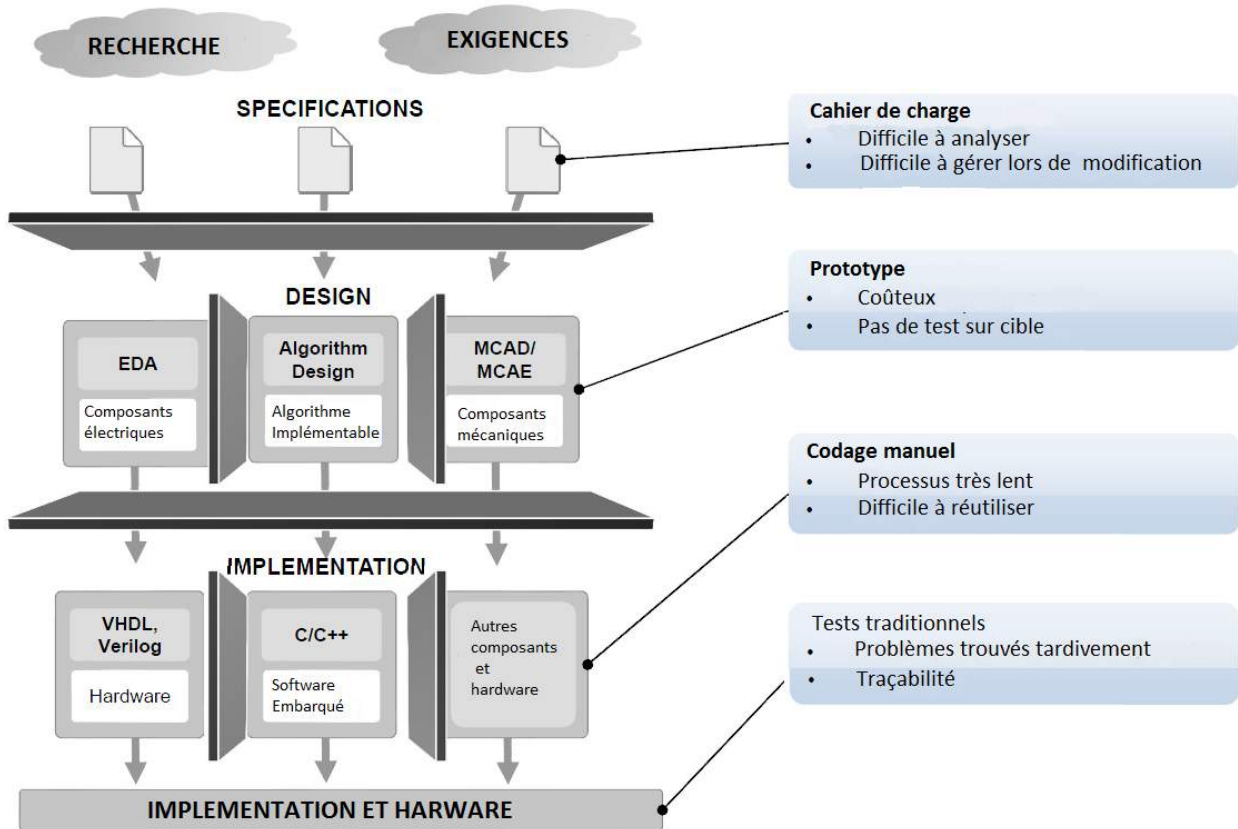 RECHERCHE
EXIGENCES
SPECIFICATIONS
Cahier de charge
• Difficile à analyser
• Difficile à gérer lors de modification
DESIGN
EDA
Composants
électriques
Algorithm
Design
Algorithme
Implémentable
MCAD/
MCAE
Composants
mécaniques
Prototype
• Coûteux
• Pas de test sur cible
Codage manuel
• Processus très lent
• Difficile à réutiliser
IMPLEMENTATION
VHDL,
Verilog
Hardware
C/C++
Software
Embarqué
Autres
composants
et
hardware
Tests traditionnels
• Problèmes trouvés tardivement
• Traçabilité
IMPLEMENTATION ET HARWARE